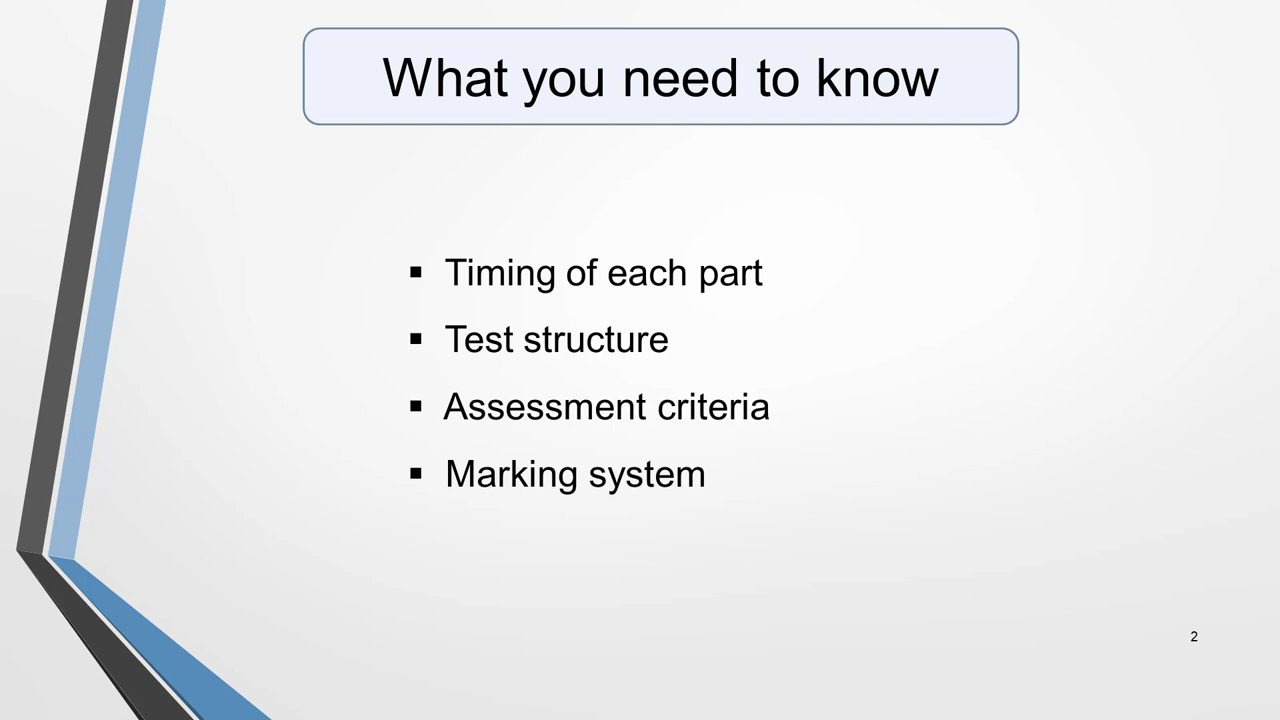 What you need to know
▪ Timing of each part
▪ Test structure
▪ Assessment criteria
▪ Marking system
2